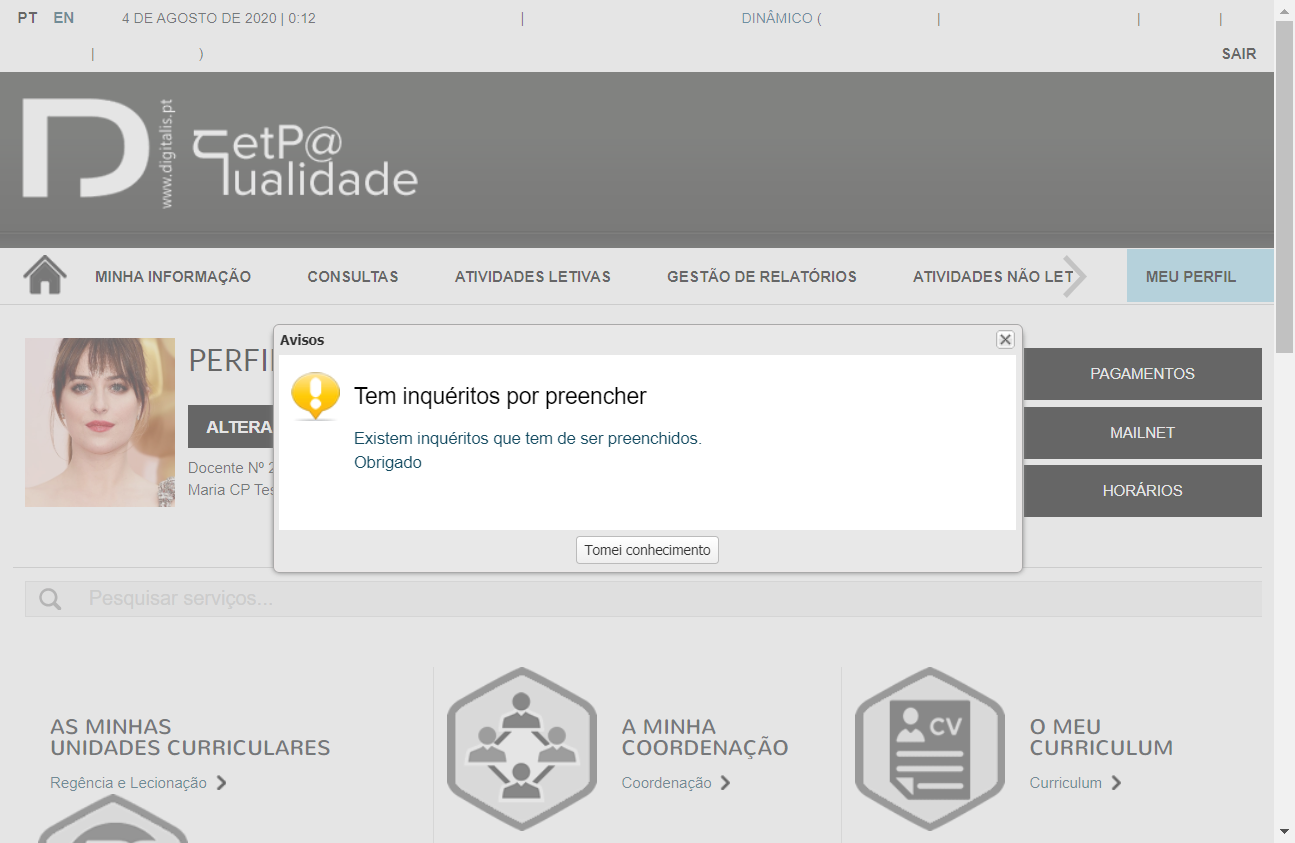 PT EN 4 DE AGOSTO DE 2020 | 0:12 | DINÂMICO ( | | |
| )
SAIR
www.digitalis.pt
netP@
qualidade
MINHA INFORMAÇÃO CONSULTAS ATIVIDADES LETIVAS GESTÃO DE RELATÓRIOS ATIVIDADES NÃO LET MEU PERFIL
PERFI
ALTERA
Docente Nº 2
Maria CP Tes
Avisos
Tem inquéritos por preencher
Existem inquéritos que tem de ser preenchidos.
Obrigado
Tomei conhecimento
PAGAMENTOS
MAILNET
HORÁRIOS
Pesquisar serviços...
AS MINHAS
UNIDADES CURRICULARES
Regência e Lecionação
A MINHA
COORDENAÇÃO
Coordenação
CV
O MEU
CURRICULUM
Curriculum